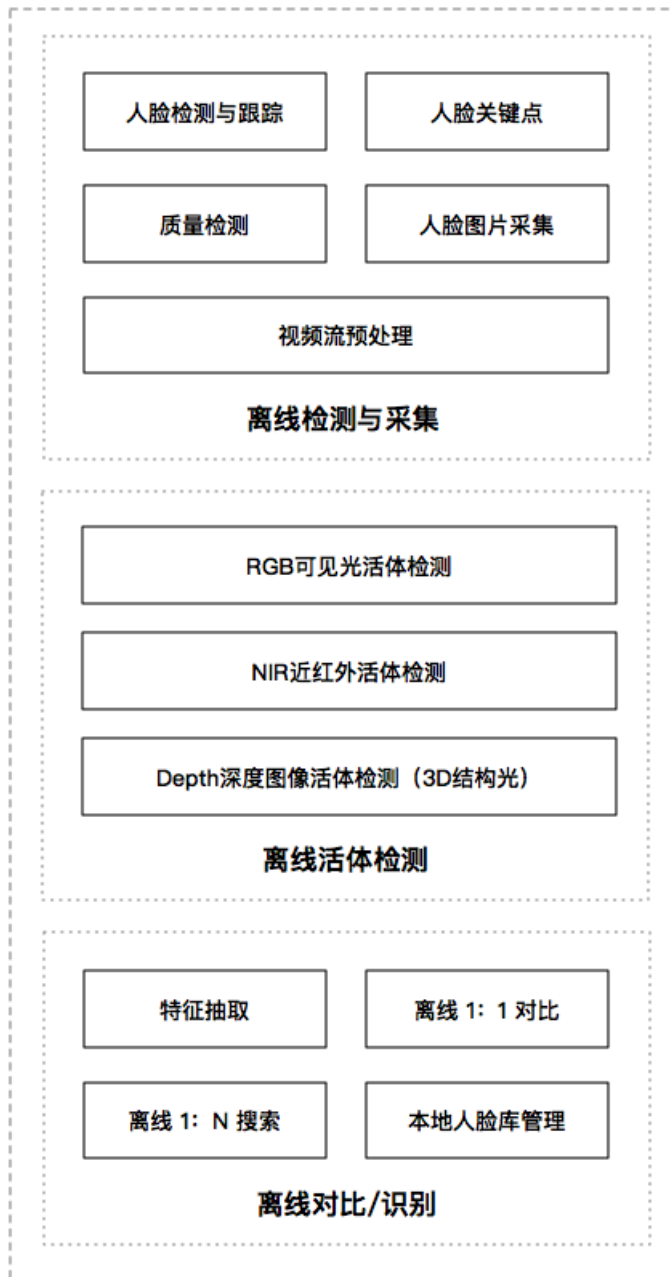 人脸检测与跟踪
人脸关键点
质量检测
人脸图片采集
视频流预处理
离线检测与采集
RGB可见光活体检测
NIR近红外活体检测
Depth深度图像活体检测（3D结构光）
离线活体检测
特征抽取
离线 1：1 对比
离线 1：N 搜索
本地人脸库管理
离线对比/识别